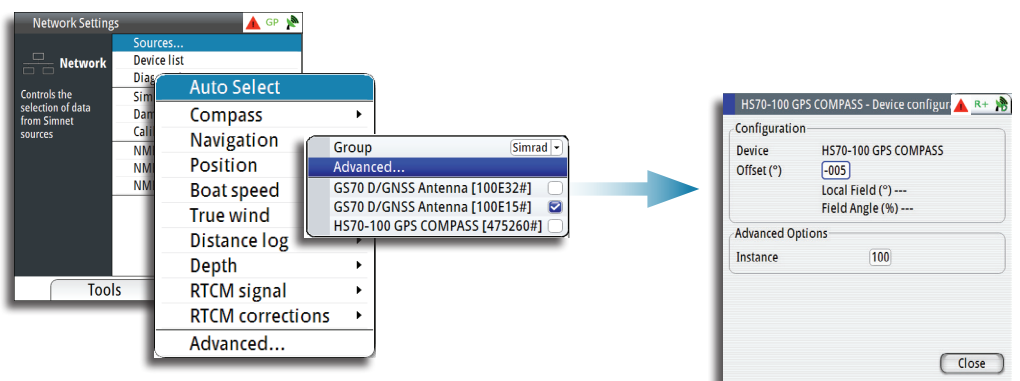 Network Settings
GP
Sources...
Network
Device list
Controls the
selection of data
from Simnet
sources
Tools
Auto Select
Compass
Navigation
Position
Boat speed
True wind
Distance log
Depth
RTCM signal
RTCM corrections
Advanced...
Group Simrad
Advanced...
GS70 D/GNSS Antenna [100E32#]
GS70 D/GNSS Antenna [100E15#]
HS70-100 GPS COMPASS [475260#]
HS70-100 GPS COMPASS - Device configur
R+
Configuration
Device HS70-100 GPS COMPASS
Offset (°) -005
Local Field (°) ---
Field Angle (%) ---
Advanced Options
Instance 100
Close